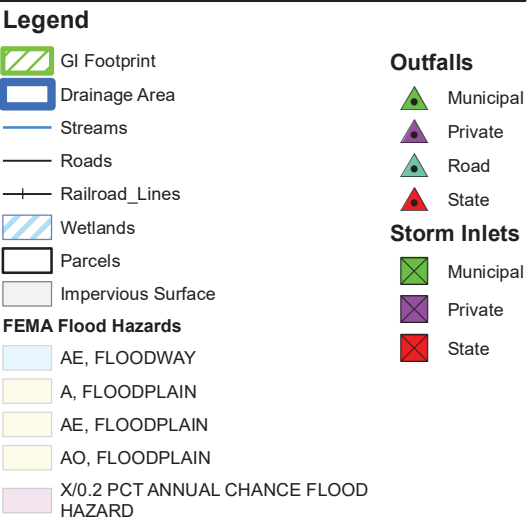 Legend
GI Footprint
Drainage Area
Streams
Roads
Railroad_Lines
Wetlands
Parcels
Impervious Surface
FEMA Flood Hazards
AE, FLOODWAY
A, FLOODPLAIN
AE, FLOODPLAIN
AO, FLOODPLAIN
X/0.2 PCT ANNUAL CHANCE FLOOD
HAZARD
Outfalls
Municipal
Private
Road
State
Storm Inlets
Municipal
Private
State